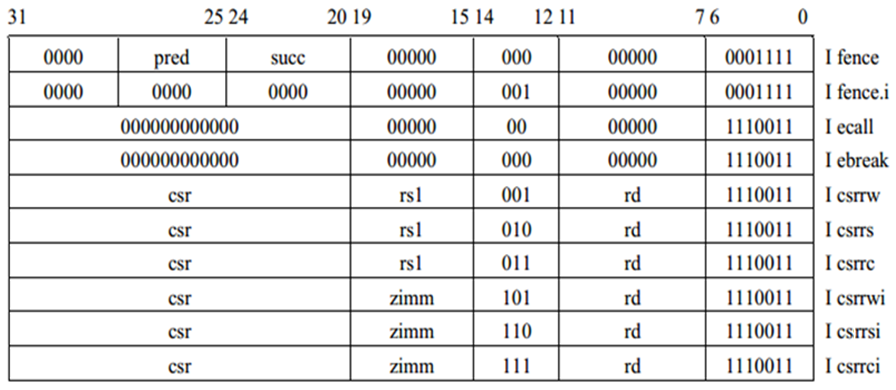 31 25 24 20 19 15 14 12 11 7 6 0
0000 pred succ 00000 000 00000 0001111 I fence
0000 0000 0000 00000 001 00000 0001111 I fence.i
000000000000 00000 00 00000 1110011 I ecall
000000000000 00000 000 00000 1110011 I ebreak
csr rs1 001 rd 1110011 I csrrw
csr rs1 010 rd 1110011 I csrrs
csr rs1 011 rd 1110011 I csrrc
csr zimm 101 rd 1110011 I csrrwi
csr zimm 110 rd 1110011 I csrrsi
csr zimm 111 rd 1110011 I csrrci